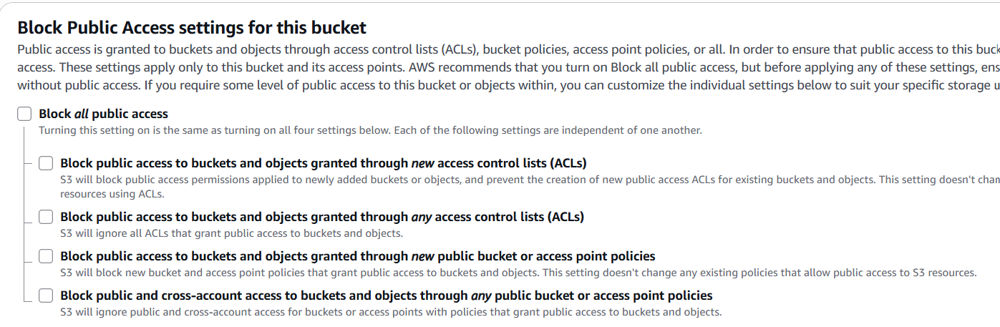 Block Public Access settings for this bucket
Public access is granted to buckets and objects through access control lists (ACLs), bucket policies, access point policies, or all. In order to ensure that public access to this
access. These settings apply only to this bucket and its access points. AWS recommends that you turn on Block all public access, but before applying any of these settings,
without public access. If you require some level of public access to this bucket or objects within, you can customize the individual settings below to suit your specific storage
Block all public access
Turning this setting on is the same as turning on all four settings below. Each of the following settings are independent of one another.
Block public access to buckets and objects granted through new access control lists (ACLs)
S3 will block public access permissions applied to newly added buckets or objects, and prevent the creation of new public access ACLs for existing buckets and objects. This setting doesn't
resources using ACLs.
Block public access to buckets and objects granted through any access control lists (ACLs)
S3 will ignore all ACLs that grant public access to buckets and objects.
Block public access to buckets and objects granted through new public bucket or access point policies
S3 will block new bucket and access point policies that grant public access to buckets and objects. This setting doesn't change any existing policies that allow public access to S3 resources.
Block public and cross-account access to buckets and objects through any public bucket or access point policies
S3 will ignore public and cross-account access for buckets or access points with policies that grant public access to buckets and objects.